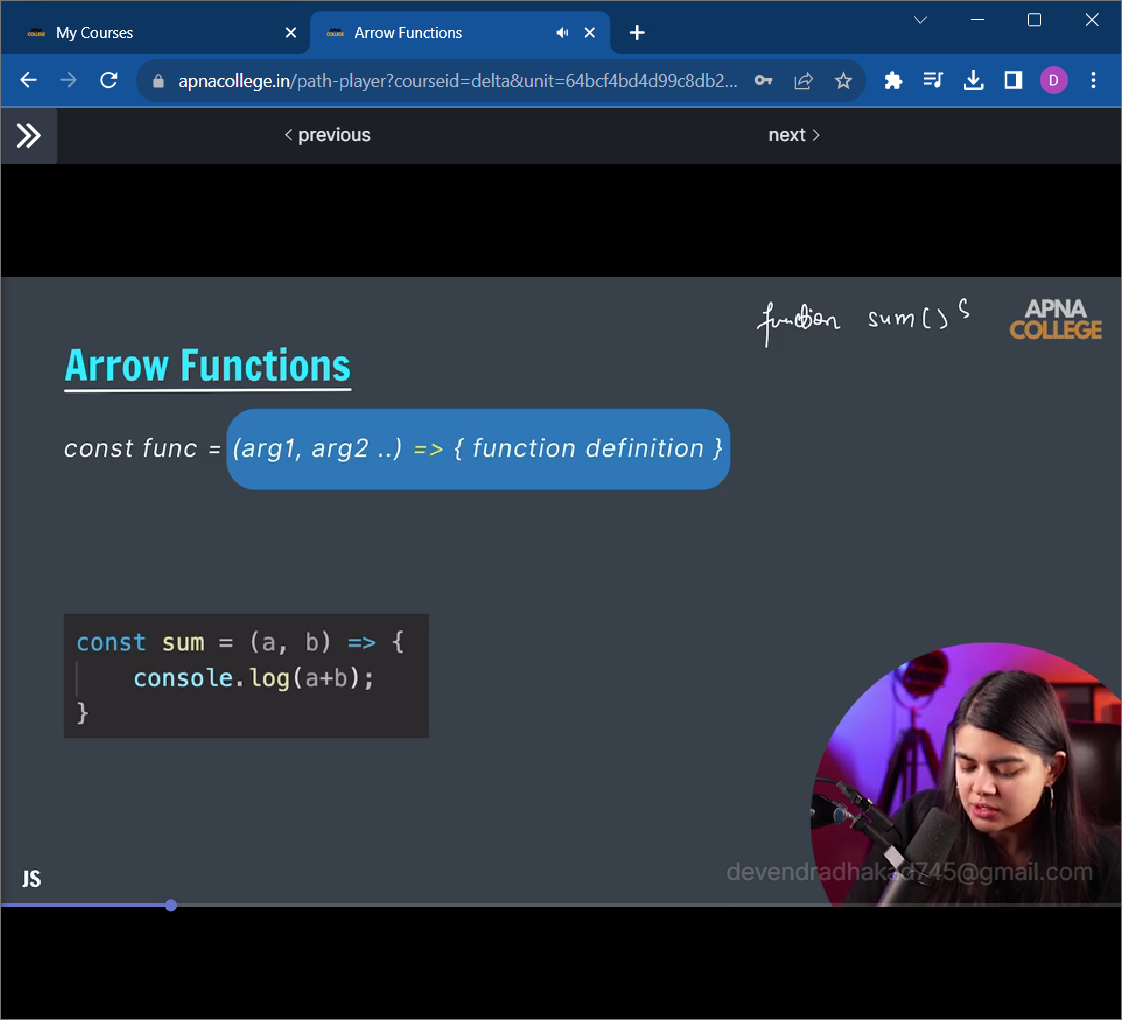 My Courses
Arrow Functions
apnacollege.in/path-player?courseid=delta&unit=64bcf4bd4d99c8db2...
D
previous
next
function sum() {
APNA
COLLEGE
Arrow Functions
const func = (arg1, arg2 ..) => { function definition }
const sum = (a, b) => {
console.log(a+b);
}
devendradhakad745@gmail.com
JS